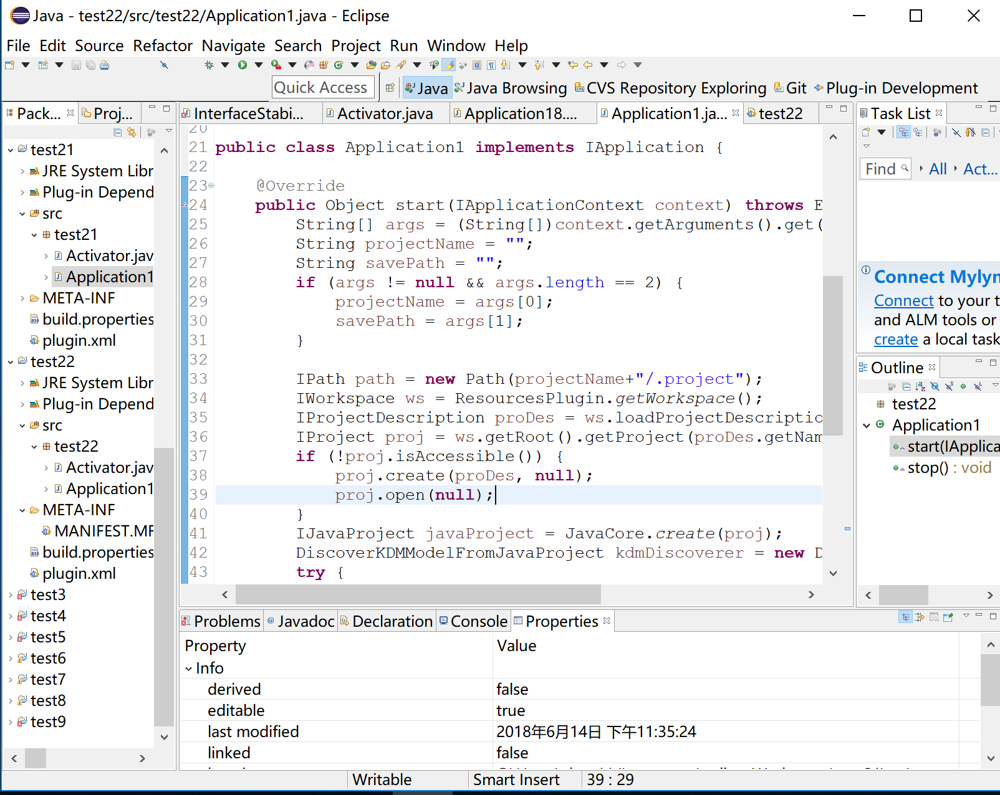 Java - test22/src/test22/Application1.java - Eclipse
File Edit Source Refactor Navigate Search Project Run Window Help
Quick Access
Java
Java Browsing
CVS Repository Exploring
Git
Plug-in Development
Pack...
Proj...
test21
JRE System Libr
Plug-in Depend
src
test21
Activator.jav
Application1
META-INF
build.properties
plugin.xml
test22
JRE System Libr
Plug-in Depend
src
test22
Activator.jav
Application1
META-INF
MANIFEST.MF
build.properties
plugin.xml
test3
test4
test5
test6
test7
test8
test9
InterfaceStabi...
Activator.java
Application18....
Application1.ja...
test22
20
21 public class Application1 implements IApplication {
22
23     @Override
24     public Object start(IApplicationContext context) throws E
25         String[] args = (String[])context.getArguments().get(
26         String projectName = "";
27         String savePath = "";
28         if (args != null && args.length == 2) {
29             projectName = args[0];
30             savePath = args[1];
31         }
32
33         IPath path = new Path(projectName+"/.project");
34         IWorkspace ws = ResourcesPlugin.getWorkspace();
35         IProjectDescription proDes = ws.loadProjectDescriptio
36         IProject proj = ws.getRoot().getProject(proDes.getNam
37         if (!proj.isAccessible()) {
38             proj.create(proDes, null);
39             proj.open(null);
40         }
41         IJavaProject javaProject = JavaCore.create(proj);
42         DiscoverKDMModelFromJavaProject kdmDiscoverer = new D
43         try {
Task List
Find
All
Act...
Connect Mylyn
Connect to your t
and ALM tools or
create a local task
Outline
test22
Application1
start(IApplica
stop() : void
Problems
Javadoc
Declaration
Console
Properties
Property Value
Info
derived false
editable true
last modified 2018年6月14日 下午11:35:24
linked false
Writable
Smart Insert
39 : 29